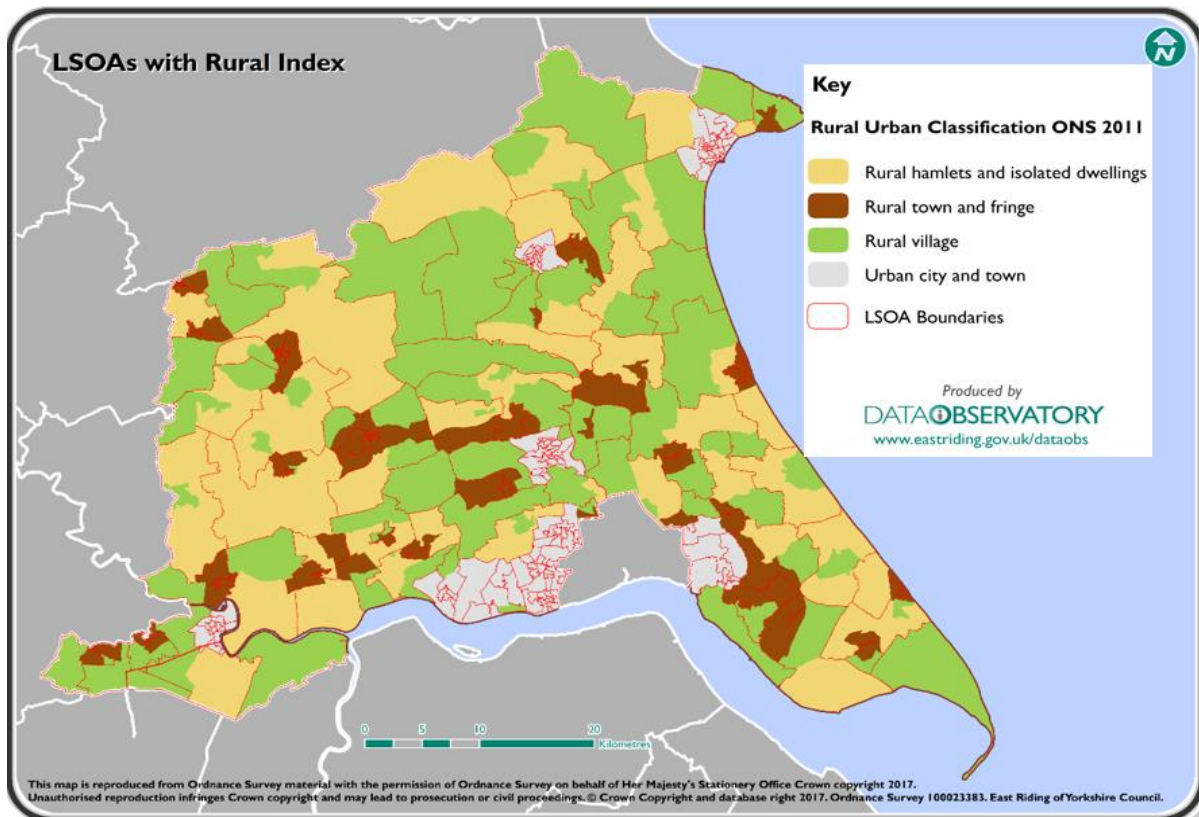 LSOAs with Rural Index
N
Key
Rural Urban Classification ONS 2011
Rural hamlets and isolated dwellings
Rural town and fringe
Rural village
Urban city and town
LSOA Boundaries
Produced by
DATA OBSERVATORY
www.eastriding.gov.uk/dataobs
0 5 10 20
Kilometres
This map is reproduced from Ordnance Survey material with the permission of Ordnance Survey on behalf of Her Majesty's Stationery Office Crown copyright 2017.
Unauthorised reproduction infringes Crown copyright and may lead to prosecution or civil proceedings. © Crown Copyright and database right 2017. Ordnance Survey 100023383. East Riding of Yorkshire Council.